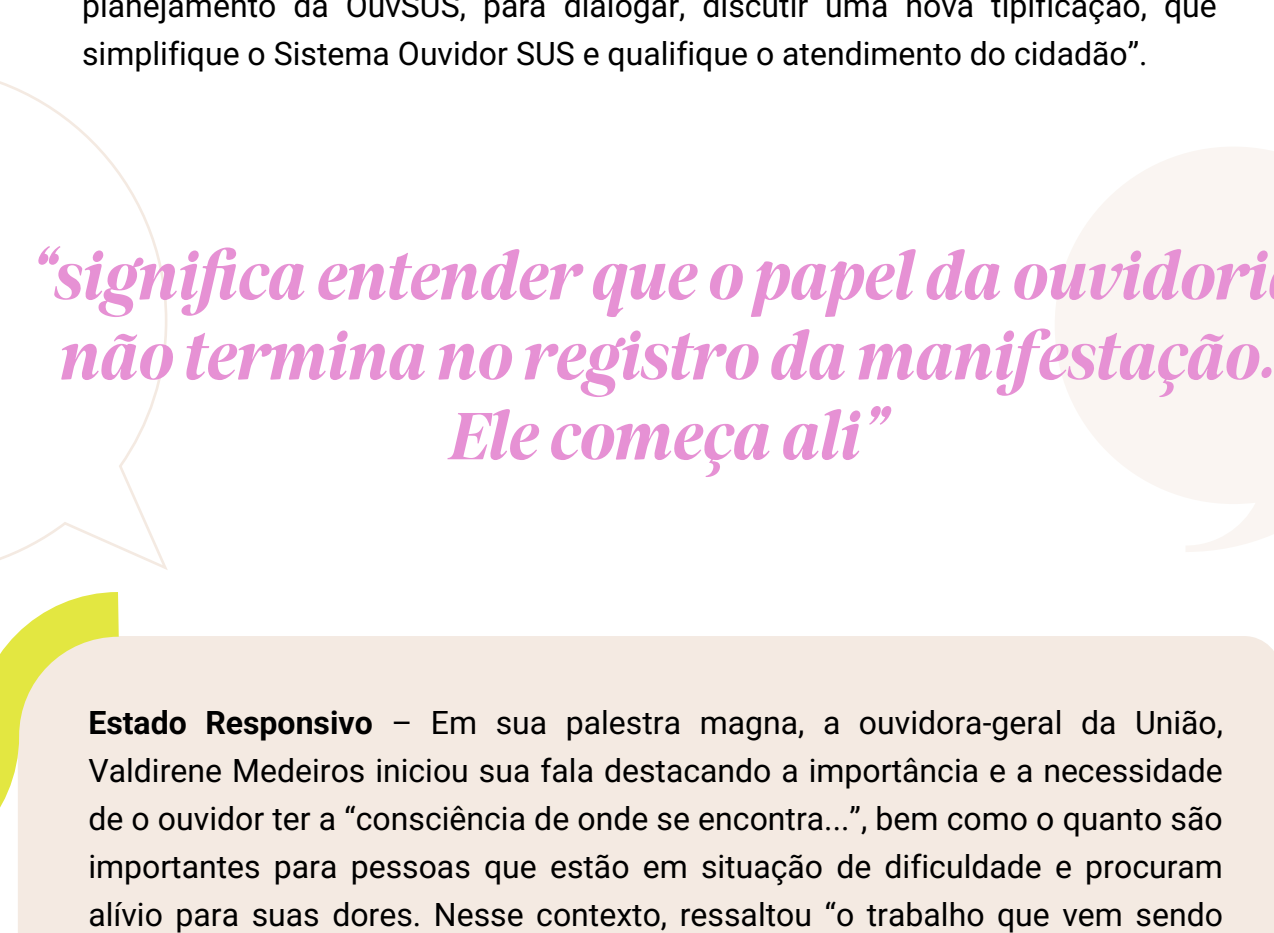 planejamento da OuvSUS, para dialogar, discutir uma nova tipificação, que
simplifique o Sistema Ouvidor SUS e qualifique o atendimento do cidadão”.
“significa entender que o papel da ouvidoria
não termina no registro da manifestação.
Ele começa ali”
Estado Responsivo – Em sua palestra magna, a ouvidora-geral da União,
Valdirene Medeiros iniciou sua fala destacando a importância e a necessidade
de o ouvidor ter a “consciência de onde se encontra...”, bem como o quanto são
importantes para pessoas que estão em situação de dificuldade e procuram
alívio para suas dores. Nesse contexto, ressaltou “o trabalho que vem sendo